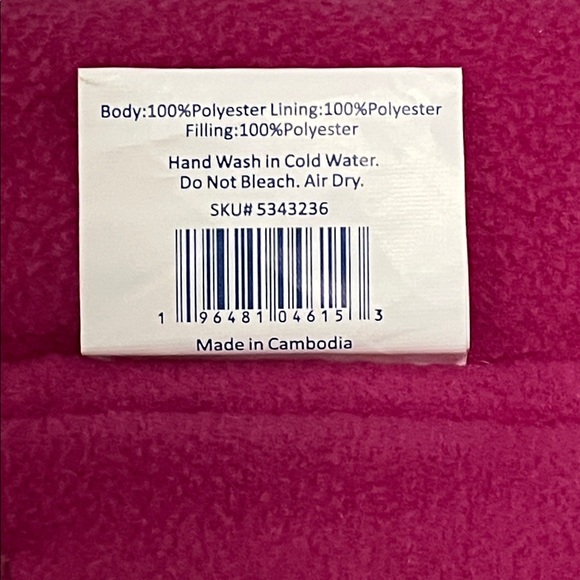 Body:100%Polyester Lining:100%Polyester
Filling:100%Polyester
Hand Wash in Cold Water.
Do Not Bleach. Air Dry.
SKU# 5343236
1 96481 04615 3
Made in Cambodia